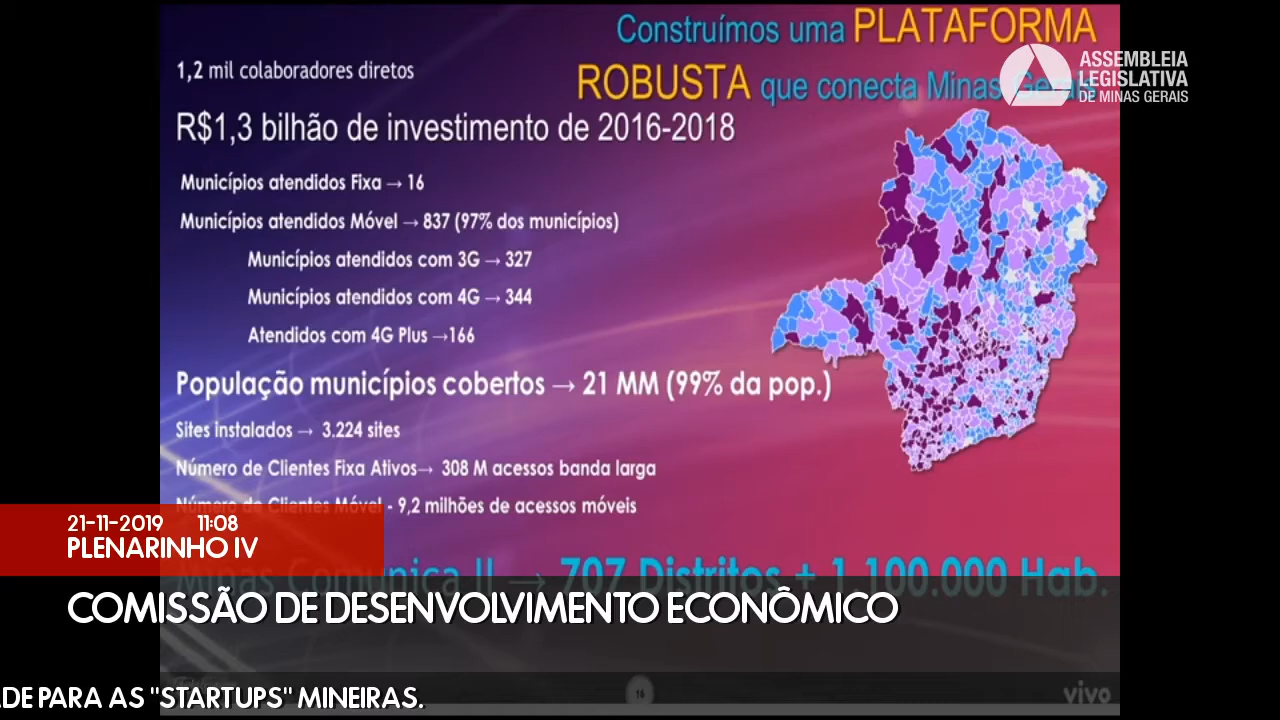 Construímos uma PLATAFORMA
ROBUSTA que conecta Minas Gerais
ASSEMBLEIA
LEGISLATIVA
DE MINAS GERAIS
1,2 mil colaboradores diretos
R$1,3 bilhão de investimento de 2016-2018
Municípios atendidos Fixa → 16
Municípios atendidos Móvel → 837 (97% dos municípios)
Municípios atendidos com 3G → 327
Municípios atendidos com 4G → 344
Atendidos com 4G Plus →166
População municípios cobertos → 21 MM (99% da pop.)
Sites instalados → 3.224 sites
Número de Clientes Fixa Ativos→ 308 M acessos banda larga
Número de Clientes Móvel - 9,2 milhões de acessos móveis
Minas Comunica II → 707 Distritos + 1.100.000 Hab.
21-11-2019 11:08
PLENARINHO IV
COMISSÃO DE DESENVOLVIMENTO ECONÔMICO
16
vivo
DE PARA AS "STARTUPS" MINEIRAS.